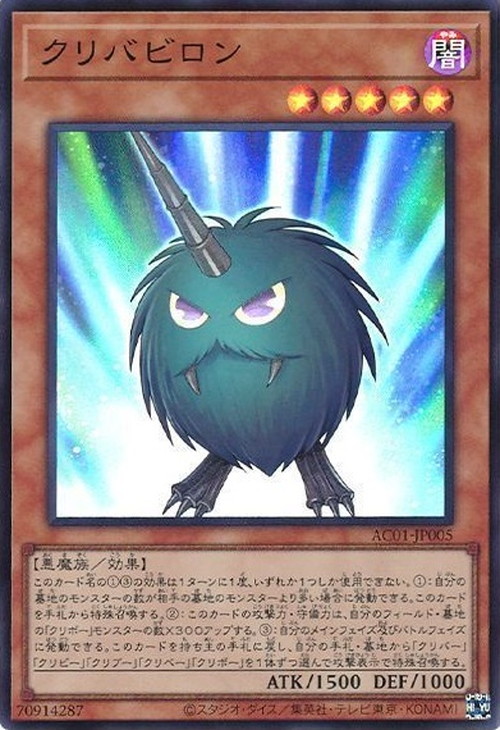 クリバビロン
闇
AC01-JP005
【悪魔族／効果】
このカード名の①③の効果は1ターンに1度、いずれか1つしか使用できない。①：自分の
墓地のモンスターの数が相手の墓地のモンスターより多い場合に発動できる。このカード
を手札から特殊召喚する。②：このカードの攻撃力・守備力は、自分のフィールド・墓地
の「クリボー」モンスターの数×300アップする。③：自分のメインフェイズ及びバトルフェイズ
に発動できる。このカードを持ち主の手札に戻し、自分の手札・墓地から「クリバー」
「クリビー」「クリブー」「クリベー」「クリボー」を1体ずつ選んで攻撃表示で特殊召喚する。
ATK/1500 DEF/1000
70914287 ©スタジオ・ダイス／集英社・テレビ東京・KONAMI